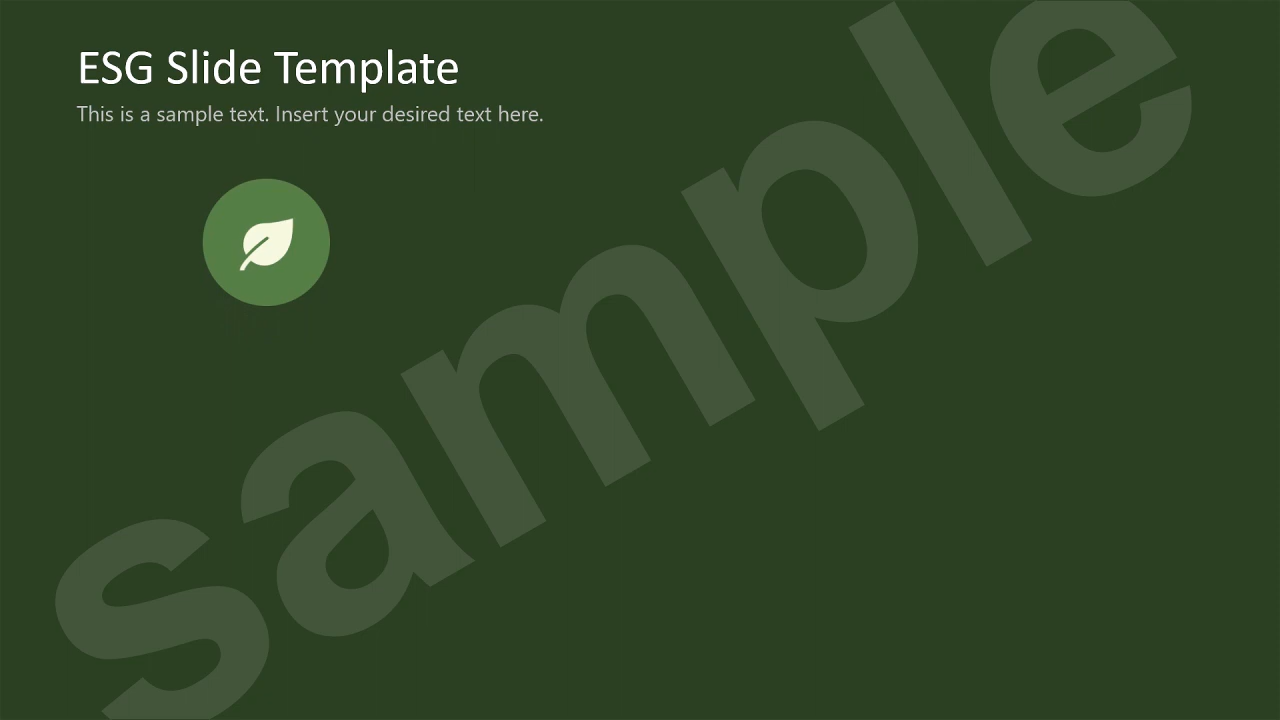 ESG Slide Template
This is a sample text. Insert your desired text here.
sample